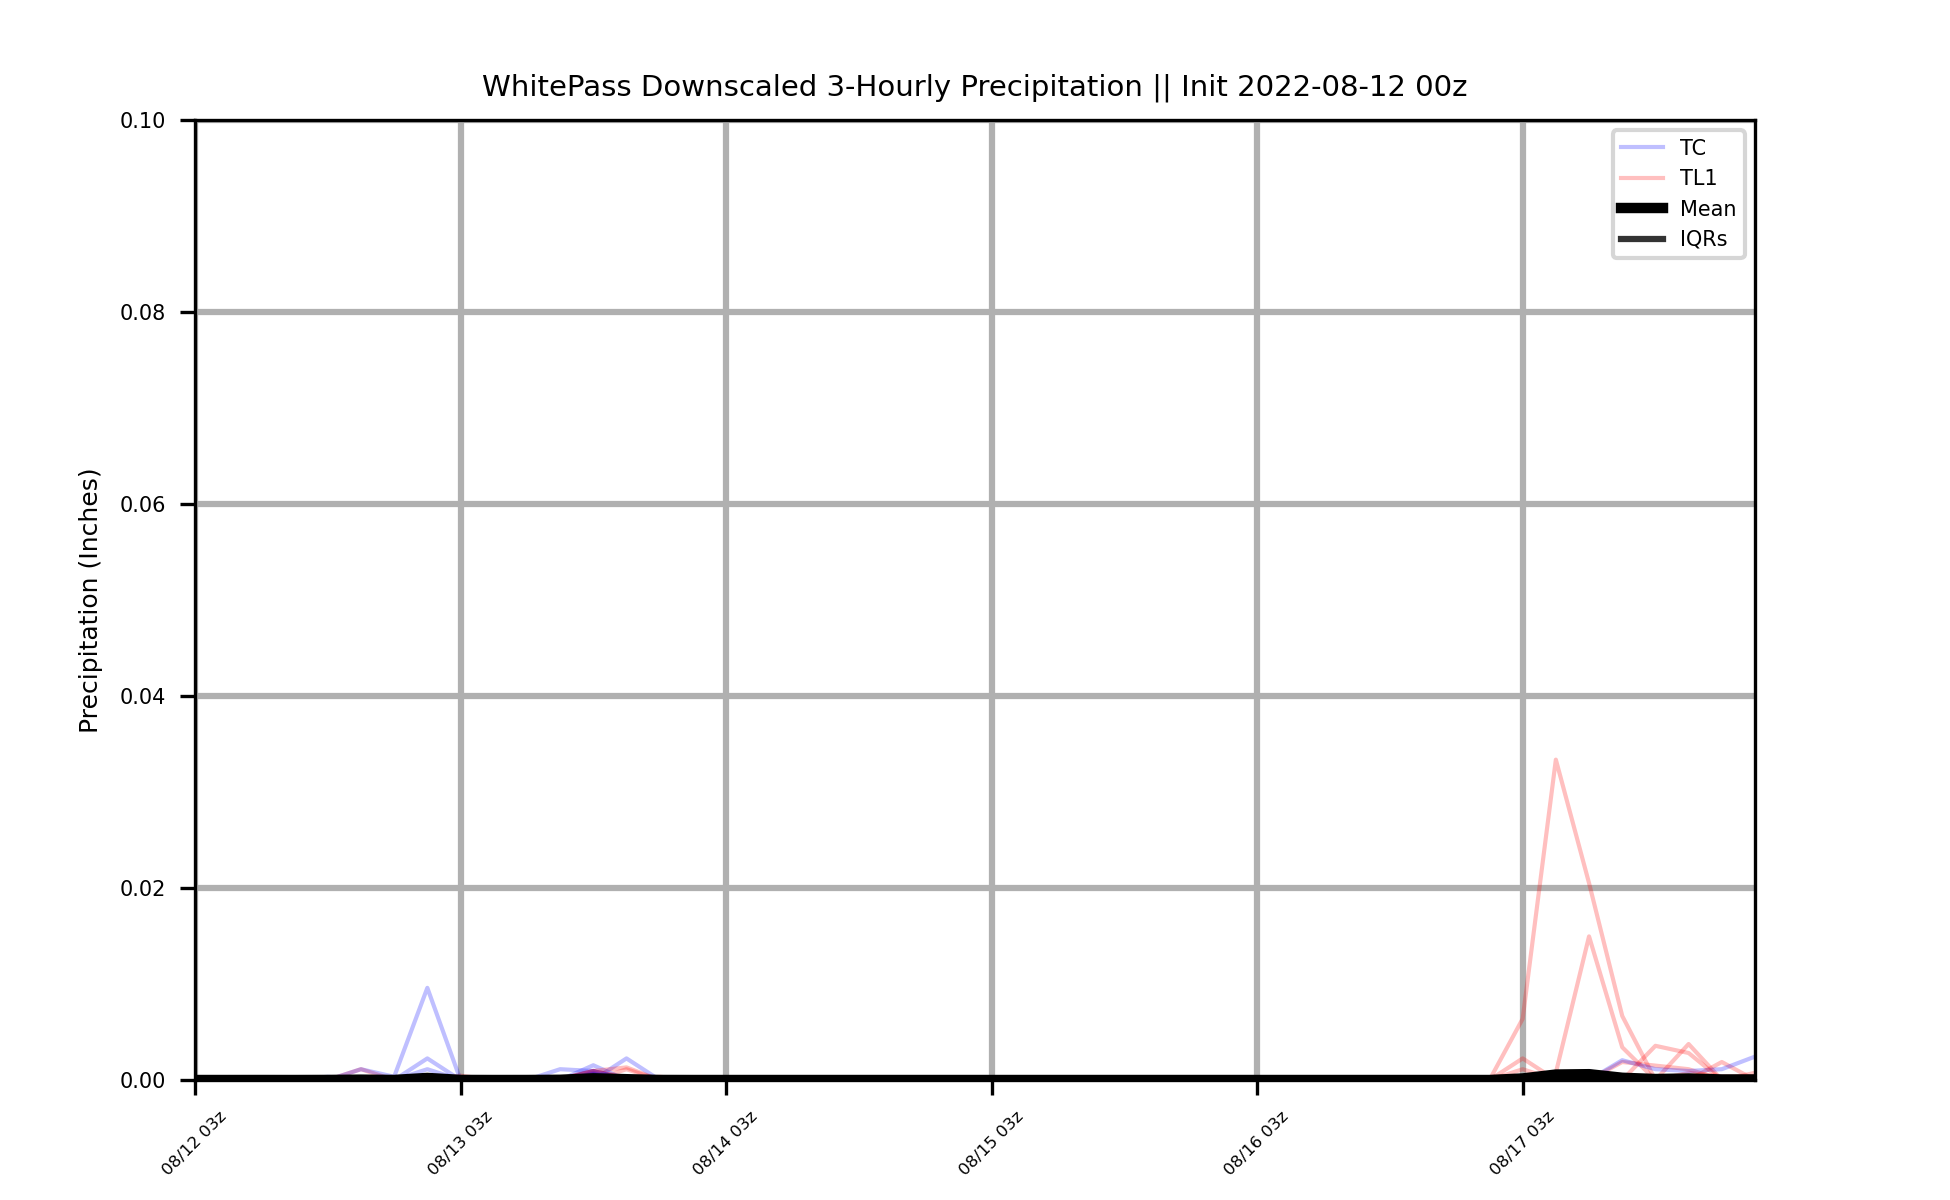 WhitePass Downscaled 3-Hourly Precipitation || Init 2022-08-12 00z
0.10
0.08
0.06
0.04
0.02
0.00
Precipitation (Inches)
TC
TL1
Mean
IQRs
08/12 03z
08/13 03z
08/14 03z
08/15 03z
08/16 03z
08/17 03z